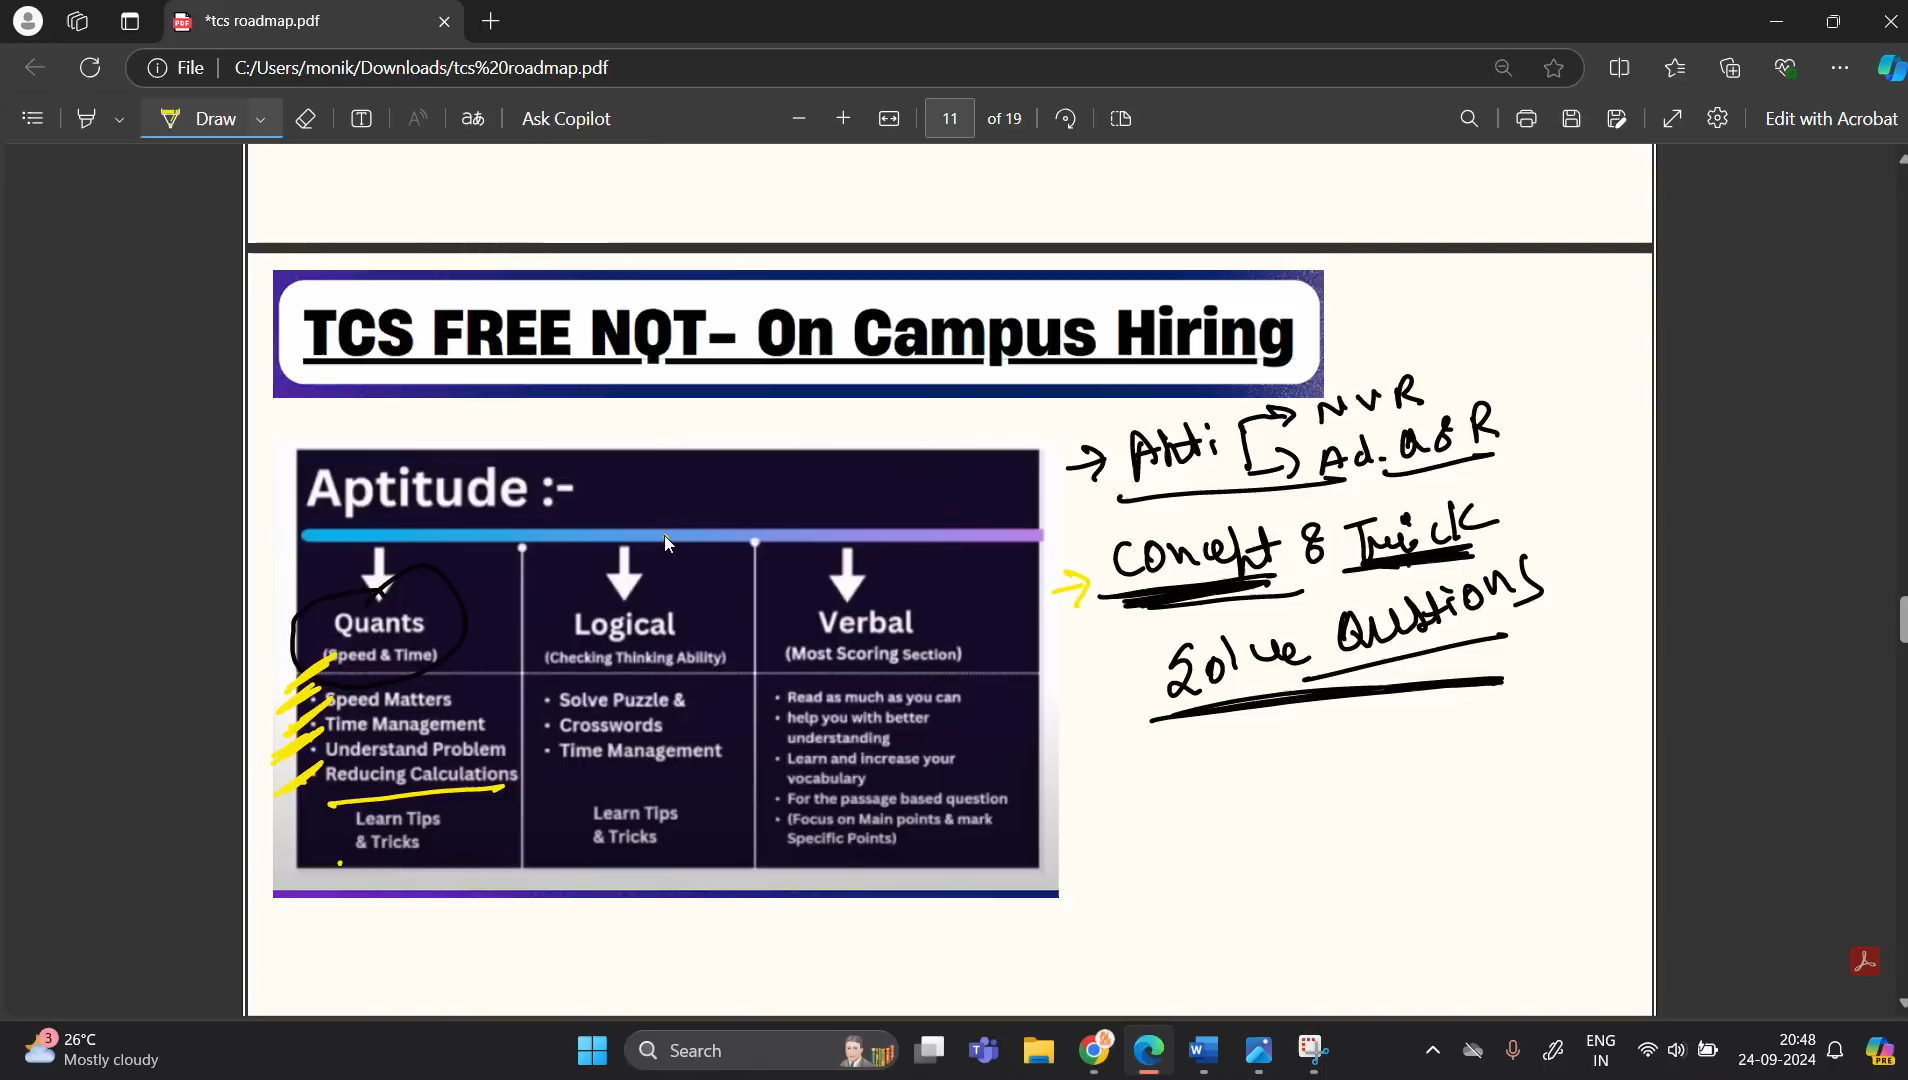 *tcs roadmap.pdf
File
C:/Users/monik/Downloads/tcs%20roadmap.pdf
Draw
aあ
Ask Copilot
11 of 19
Edit with Acrobat
TCS FREE NQT- On Campus Hiring
→ Apti → N V R
→ Ad. Q & R
Concept & Trick
Solve Questions
Aptitude :-
Quants
(Speed & Time)
• Speed Matters
• Time Management
• Understand Problem
• Reducing Calculations
Learn Tips
& Tricks
Logical
(Checking Thinking Ability)
• Solve Puzzle &
• Crosswords
• Time Management
Learn Tips
& Tricks
Verbal
(Most Scoring Section)
• Read as much as you can
• help you with better
understanding
• Learn and increase your
vocabulary
• For the passage based question
• (Focus on Main points & mark
Specific Points)
3
26°C
Mostly cloudy
Search
ENG
IN
20:48
24-09-2024
PRE